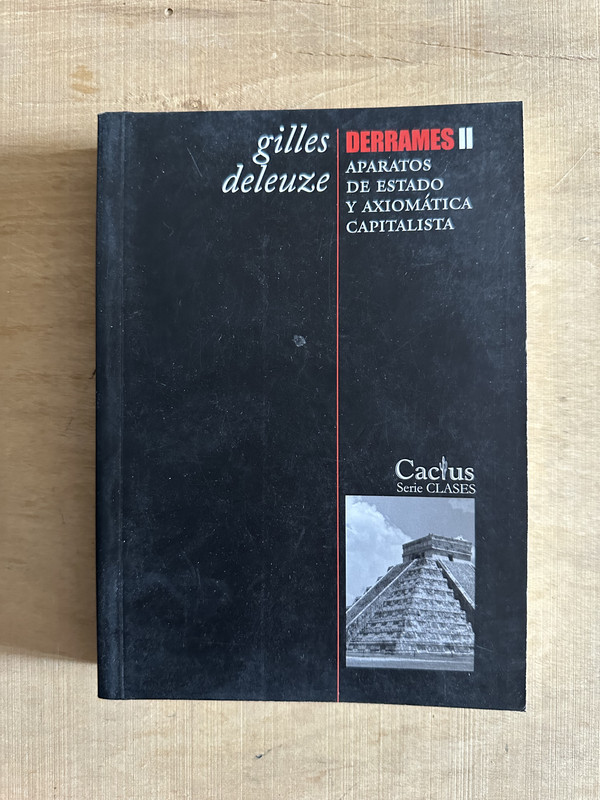 gilles
deleuze
DERRAMES II
APARATOS
DE ESTADO
Y AXIOMÁTICA
CAPITALISTA
Cactus
Serie CLASES